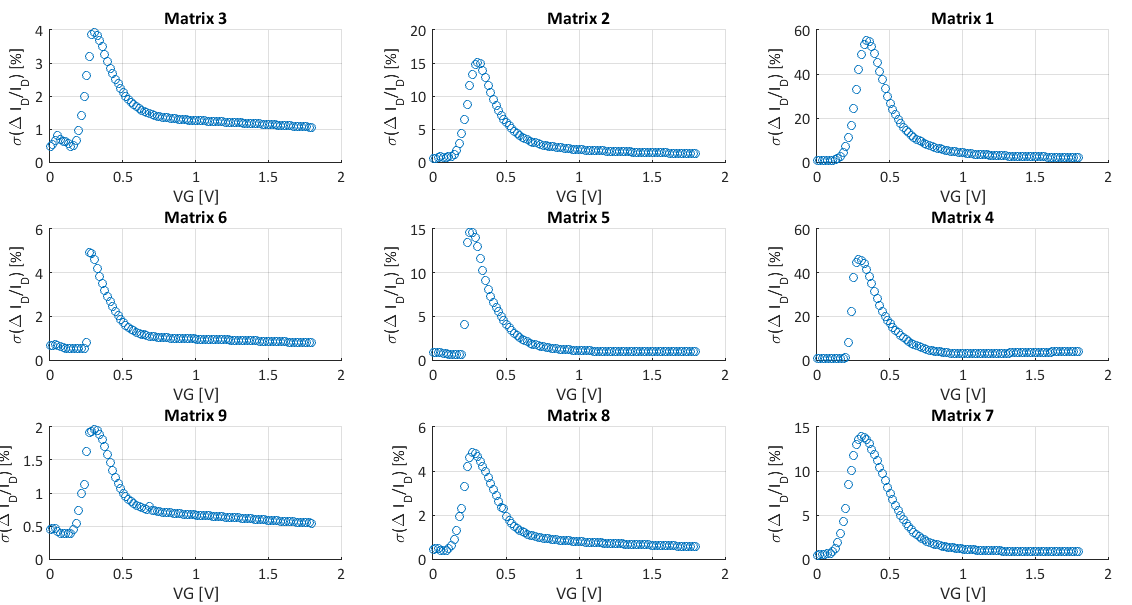 Matrix 3
σ(Δ I_D/I_D) [%]
4
3
2
1
0
0 0.5 1 1.5 2
VG [V]
Matrix 2
σ(Δ I_D/I_D) [%]
20
15
10
5
0
0 0.5 1 1.5 2
VG [V]
Matrix 1
σ(Δ I_D/I_D) [%]
60
40
20
0
0 0.5 1 1.5 2
VG [V]
Matrix 6
σ(Δ I_D/I_D) [%]
6
4
2
0
0 0.5 1 1.5 2
VG [V]
Matrix 5
σ(Δ I_D/I_D) [%]
15
10
5
0
0 0.5 1 1.5 2
VG [V]
Matrix 4
σ(Δ I_D/I_D) [%]
60
40
20
0
0 0.5 1 1.5 2
VG [V]
Matrix 9
σ(Δ I_D/I_D) [%]
2
1.5
1
0.5
0
0 0.5 1 1.5 2
VG [V]
Matrix 8
σ(Δ I_D/I_D) [%]
6
4
2
0
0 0.5 1 1.5 2
VG [V]
Matrix 7
σ(Δ I_D/I_D) [%]
15
10
5
0
0 0.5 1 1.5 2
VG [V]